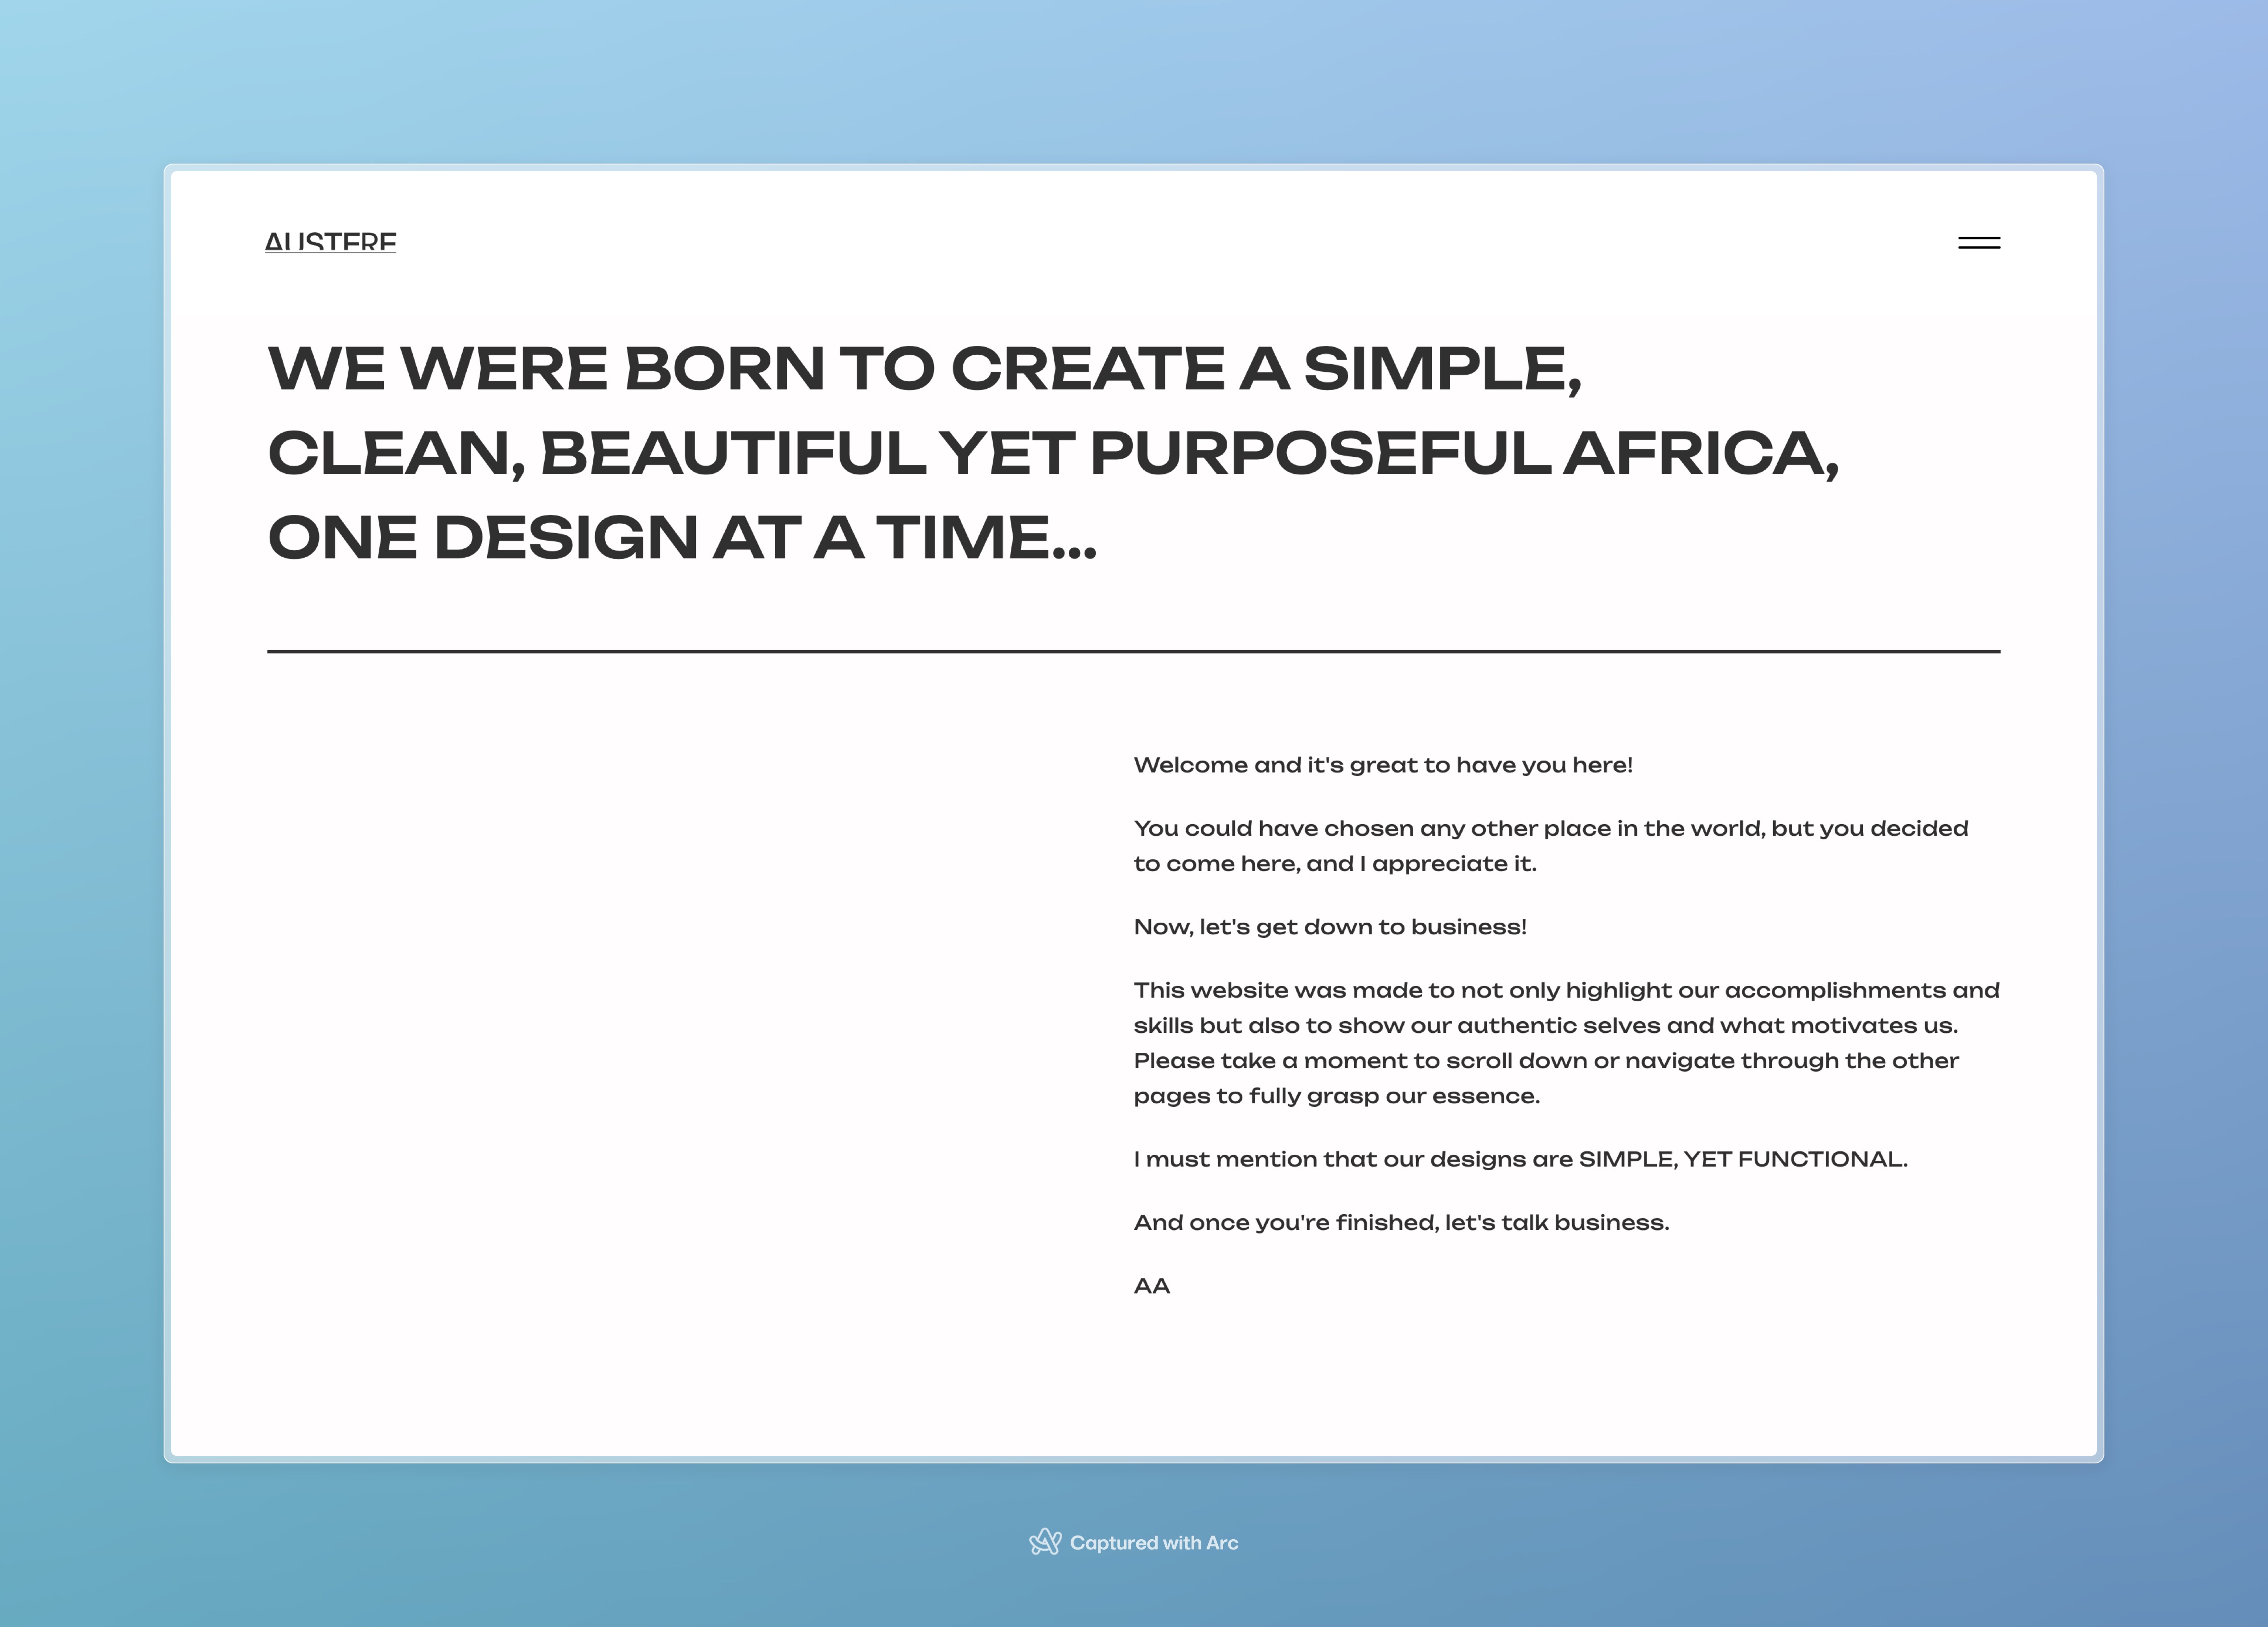 AUSTERE
WE WERE BORN TO CREATE A SIMPLE,
CLEAN, BEAUTIFUL YET PURPOSEFUL AFRICA,
ONE DESIGN AT A TIME...
Welcome and it's great to have you here!
You could have chosen any other place in the world, but you decided
to come here, and I appreciate it.
Now, let's get down to business!
This website was made to not only highlight our accomplishments and
skills but also to show our authentic selves and what motivates us.
Please take a moment to scroll down or navigate through the other
pages to fully grasp our essence.
I must mention that our designs are SIMPLE, YET FUNCTIONAL.
And once you're finished, let's talk business.
AA
Captured with Arc